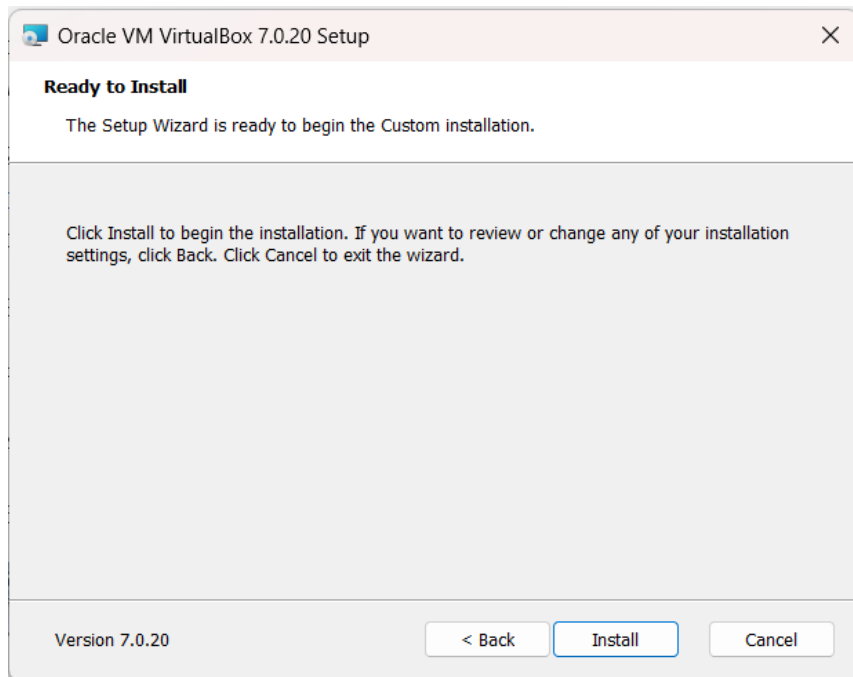 Oracle VM VirtualBox 7.0.20 Setup
Ready to Install
The Setup Wizard is ready to begin the Custom installation.
Click Install to begin the installation. If you want to review or change any of your installation
settings, click Back. Click Cancel to exit the wizard.
Version 7.0.20
< Back
Install
Cancel